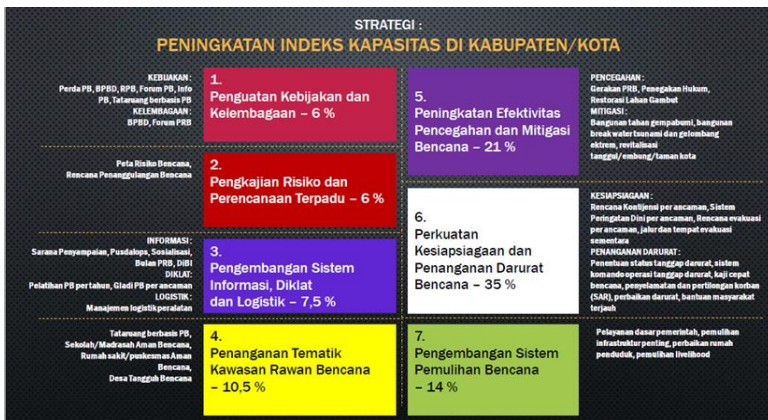 STRATEGI :
PENINGKATAN INDEKS KAPASITAS DI KABUPATEN/KOTA
KEBIJAKAN :
Perda PB, BPBD, RPB, Forum PB, Info
PB, Tataruang berbasis PB
KELEMBAGAAN :
BPBD, Forum PRB
1.
Penguatan Kebijakan dan
Kelembagaan – 6 %
Peta Risiko Bencana,
Rencana Penanggulangan Bencana
2.
Pengkajian Risiko dan
Perencanaan Terpadu – 6 %
INFORMASI :
Sarana Penyampaian, Pusdalops, Sosialisasi,
Bulan PRB, DiBI
DIKLAT:
Pelatihan PB per tahun, Gladi PB per ancaman
LOGISTIK :
Manajemen logistik peralatan
3.
Pengembangan Sistem
Informasi, Diklat
dan Logistik – 7,5 %
Tataruang berbasis PB,
Sekolah/Madrasah Aman Bencana,
Rumah sakit/puskesmas Aman
Bencana,
Desa Tangguh Bencana
4.
Penanganan Tematik
Kawasan Rawan Bencana
– 10,5 %
5.
Peningkatan Efektivitas
Pencegahan dan Mitigasi
Bencana – 21 %
PENCEGAHAN :
Gerakan PRB, Penegakan Hukum,
Restorasi Lahan Gambut
MITIGASI :
Bangunan tahan gempabumi, bangunan
break water tsunami dan gelombang
ektrem, revitalisasi
tanggul/embung/taman kota
6.
Perkuatan
Kesiapsiagaan dan
Penanganan Darurat
Bencana – 35 %
KESIAPSIAGAAN :
Rencana Kontijensi per ancaman, Sistem
Peringatan Dini per ancaman, Rencana evakuasi
per ancaman, jalur dan tempat evakuasi
sementara
PENANGANAN DARURAT :
Penentuan status tanggap darurat, sistem
komando operasi tanggap darurat, kaji cepat
bencana, penyelamatan dan pertilongan korban
(SAR), perbaikan darurat, bantuan masyarakat
terjauh
7.
Pengembangan Sistem
Pemulihan Bencana
– 14 %
Pelayanan dasar pemerintah, pemulihan
infrastruktur penting, perbaikan rumah
penduduk, pemulihan livelihood